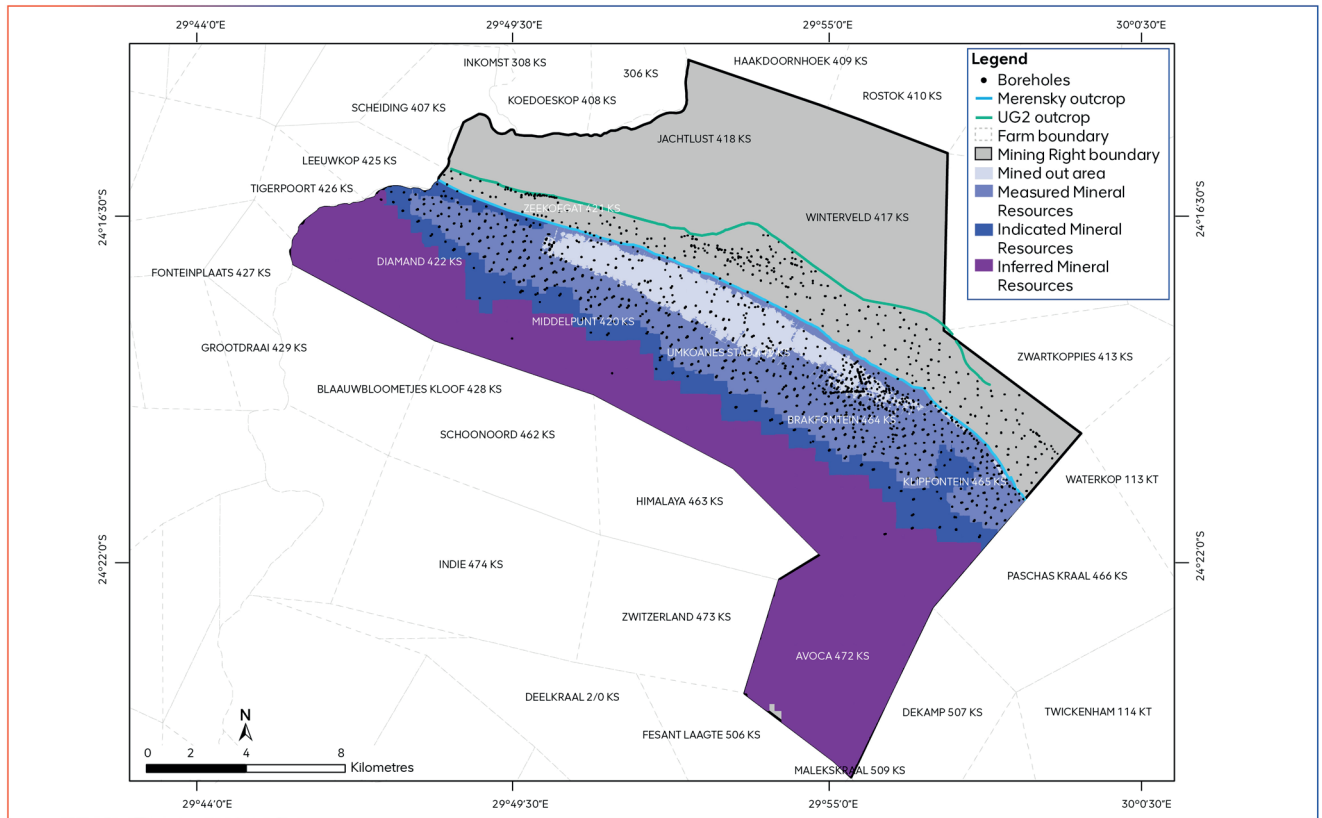 29°44'0"E
29°49'30"E
29°55'0"E
30°0'30"E
INKOMST 308 KS
306 KS
HAAKDOORNHOEK 409 KS
ROSTOK 410 KS
KOEDOESKOP 408 KS
SCHEIDING 407 KS
JACHTLUST 418 KS
LEEUWKOP 425 KS
TIGERPOORT 426 KS
Legend
Boreholes
Merensky outcrop
UG2 outcrop
Farm boundary
Mining Right boundary
Mined out area
Measured Mineral
Resources
Indicated Mineral
Resources
Inferred Mineral
Resources
24°16'30"S
24°16'30"S
ZEEKOEGAT 421 KS
WINTERVELD 417 KS
DIAMAND 422 KS
FONTEINPLAATS 427 KS
MIDDELPUNT 420 KS
GROOTDRAAI 429 KS
UMKOANES STAD
ZWARTKOPPIES 413 KS
BLAAUWBLOOMETJES KLOOF 428 KS
BRAKFONTEIN 464 KS
SCHOONOORD 462 KS
KLIPFONTEIN 465 KS
WATERKOP 113 KT
HIMALAYA 463 KS
24°22'0"S
24°22'0"S
INDIE 474 KS
PASCHAS KRAAL 466 KS
ZWITZERLAND 473 KS
AVOCA 472 KS
DEELKRAAL 2/0 KS
DEKAMP 507 KS
TWICKENHAM 114 KT
FESANT LAAGTE 506 KS
MALEKSKRAAL 509 KS
N
0 2 4 8
Kilometres
29°44'0"E
29°49'30"E
29°55'0"E
30°0'30"E